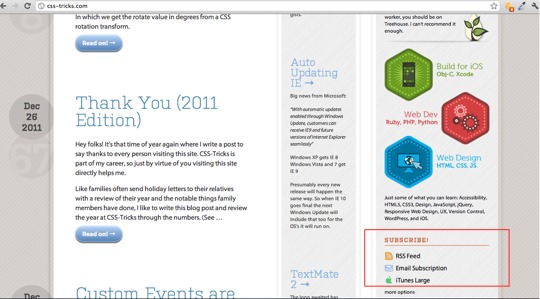 css-tricks.com
In which we get the rotate value in degrees from a CSS
rotation transform.
Read on! →
Dec
26
2011
67
Thank You (2011
Edition)
Hey folks! It's that time of year again where I write a post to
say thanks to every person visiting this site. CSS-Tricks is
part of my career, so just by virtue of you visiting this site
directly helps me.
Like families often send holiday letters to their relatives
with a review of their year and the notable things family
members have done, I like to write this blog post and review
the year at CSS-Tricks through the numbers. (See …
Read on! →
Dec
Custom Events are
gists.
Auto
Updating
IE →
Big news from Microsoft:
"With automatic updates
enabled through Windows
Update, customers can
receive IE9 and future
versions of Internet Explorer
seamlessly"
Windows XP gets IE 8
Windows Vista and 7 get
IE 9
Presumably every new
release will happen the
same way. So when IE 10
goes final the next
Windows Update will
include that too for the
OS's it will run on.
TextMate
2 →
The long awaited has
worker, you should be on
Treehouse. I can't recommend it
enough.
Build for iOS
Obj-C, Xcode
Web Dev
Ruby, PHP, Python
Web Design
HTML, CSS, JS
Just some of what you can learn: Accessibility,
HTML5, CSS3, Design, JavaScript, jQuery,
Responsive Web Design, UX, Version Control,
WordPress, and iOS.
SUBSCRIBE!
RSS Feed
Email Subscription
iTunes Large
more options